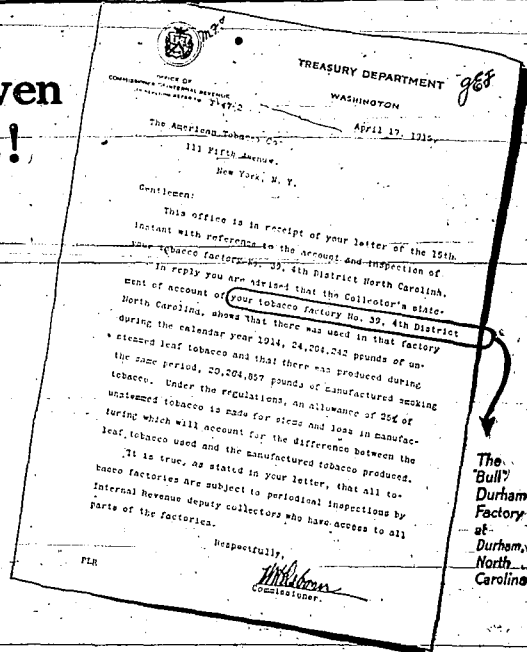 ven
!
OFFICE OF
COMMISSIONER OF INTERNAL REVENUE
TREASURY DEPARTMENT
WASHINGTON
April 17, 1915.
The American Tobacco Co.
111 Fifth Avenue.
New York, N. Y.
Gentlemen:
This office is in receipt of your letter of the 15th
instant with reference to the account and inspection of
your tobacco factory No. 39, 4th District North Carolina.
In reply you are advised that the Collector's state-
ment of account of your tobacco factory No. 39, 4th District
North Carolina, shows that there was used in that factory
during the calendar year 1914, 24,204,242 pounds of un-
stemmed leaf tobacco and that there was produced during
the same period, 20,204,857 pounds of manufactured smoking
tobacco. Under the regulations, an allowance of 25% of
unstemmed tobacco is made for stems and loss in manufac-
turing which will account for the difference between the
leaf tobacco used and the manufactured tobacco produced.
It is true, as stated in your letter, that all to-
bacco factories are subject to periodical inspections by
Internal Revenue deputy collectors who have access to all
parts of the factories.
Respectfully,
PLR
Commissioner.
The
"Bull"
Durham
Factory
at
Durham,
North
Carolina